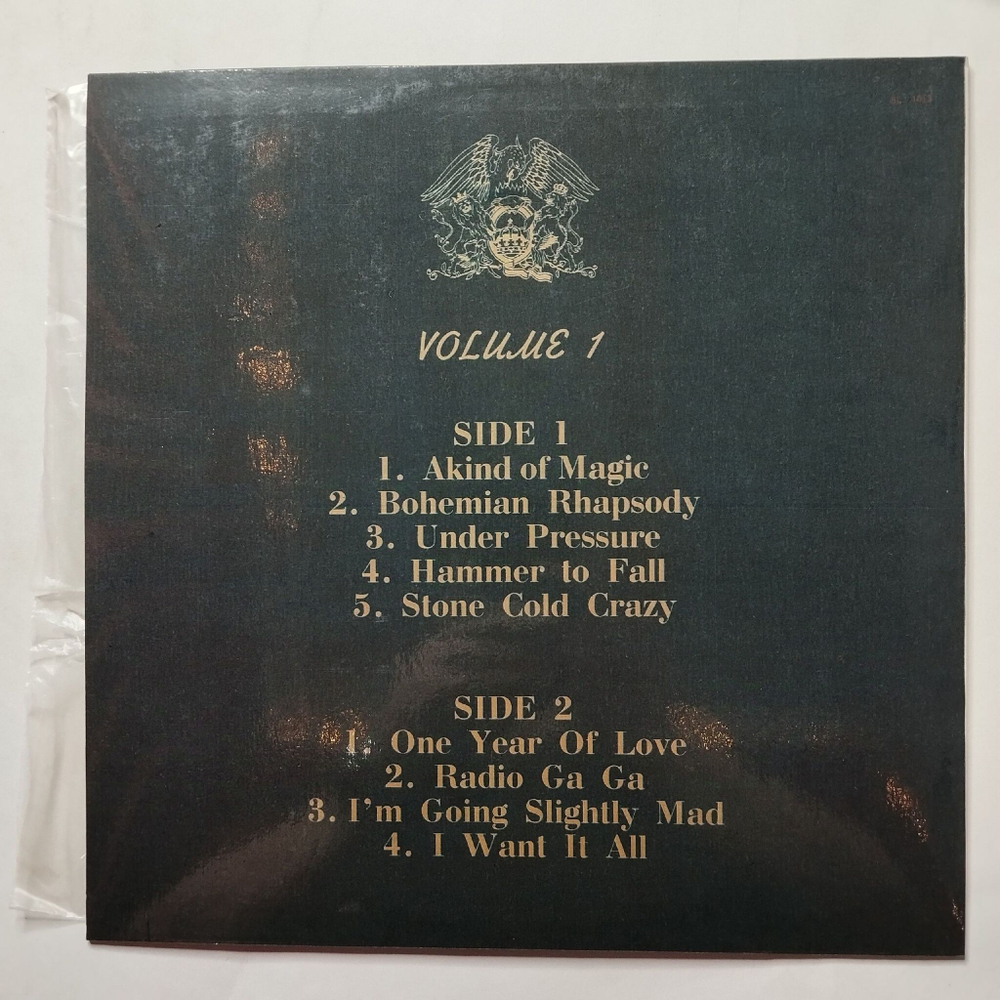 VOLUME 1
SIDE 1
1. Akind of Magic
2. Bohemian Rhapsody
3. Under Pressure
4. Hammer to Fall
5. Stone Cold Crazy
SIDE 2
1. One Year Of Love
2. Radio Ga Ga
3. I'm Going Slightly Mad
4. I Want It All